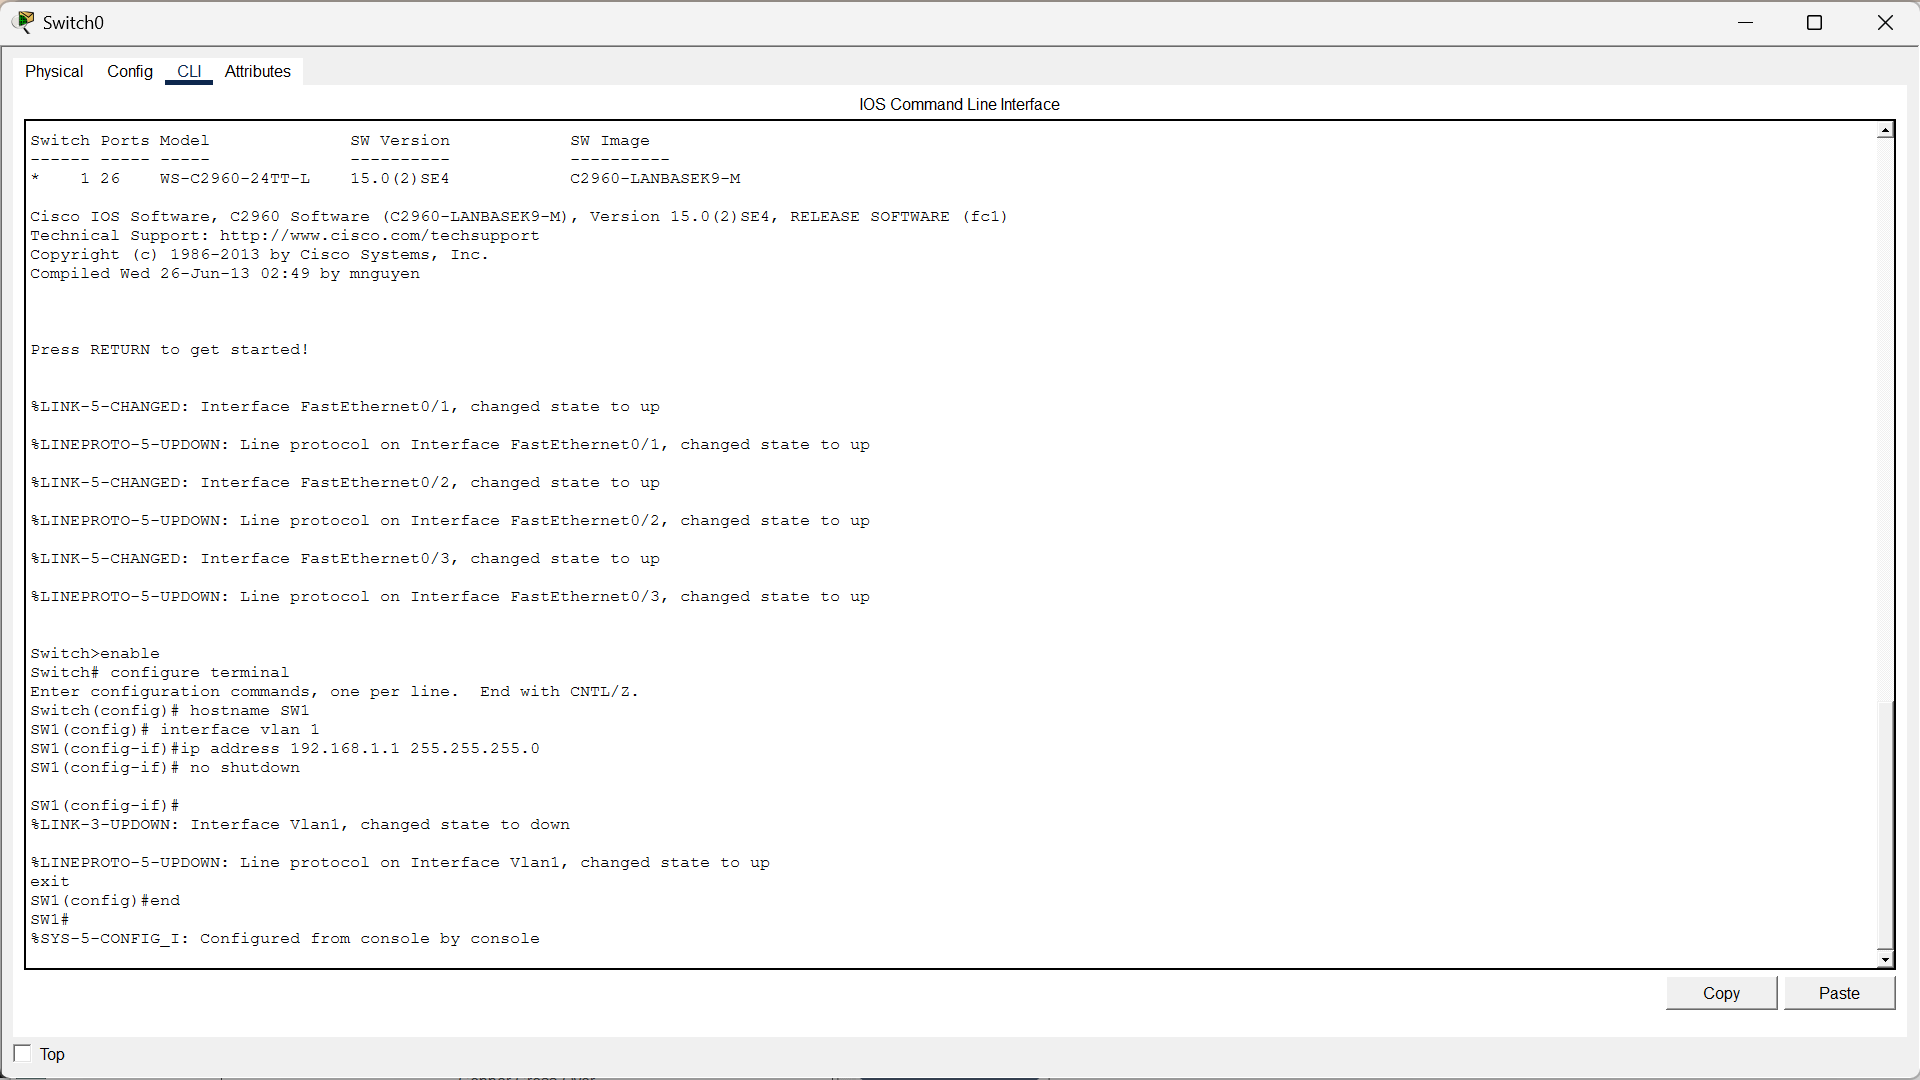 Switch0
Physical Config CLI Attributes
IOS Command Line Interface
Switch Ports Model              SW Version            SW Image
------ ----- -----              ----------            ----------
*    1 26    WS-C2960-24TT-L    15.0(2)SE4            C2960-LANBASEK9-M
Cisco IOS Software, C2960 Software (C2960-LANBASEK9-M), Version 15.0(2)SE4, RELEASE SOFTWARE (fc1)
Technical Support: http://www.cisco.com/techsupport
Copyright (c) 1986-2013 by Cisco Systems, Inc.
Compiled Wed 26-Jun-13 02:49 by mnguyen
Press RETURN to get started!
%LINK-5-CHANGED: Interface FastEthernet0/1, changed state to up
%LINEPROTO-5-UPDOWN: Line protocol on Interface FastEthernet0/1, changed state to up
%LINK-5-CHANGED: Interface FastEthernet0/2, changed state to up
%LINEPROTO-5-UPDOWN: Line protocol on Interface FastEthernet0/2, changed state to up
%LINK-5-CHANGED: Interface FastEthernet0/3, changed state to up
%LINEPROTO-5-UPDOWN: Line protocol on Interface FastEthernet0/3, changed state to up
Switch>enable
Switch# configure terminal
Enter configuration commands, one per line.  End with CNTL/Z.
Switch(config)# hostname SW1
SW1(config)# interface vlan 1
SW1(config-if)#ip address 192.168.1.1 255.255.255.0
SW1(config-if)# no shutdown
SW1(config-if)#
%LINK-3-UPDOWN: Interface Vlan1, changed state to down
%LINEPROTO-5-UPDOWN: Line protocol on Interface Vlan1, changed state to up
exit
SW1(config)#end
SW1#
%SYS-5-CONFIG_I: Configured from console by console
Copy Paste
Top